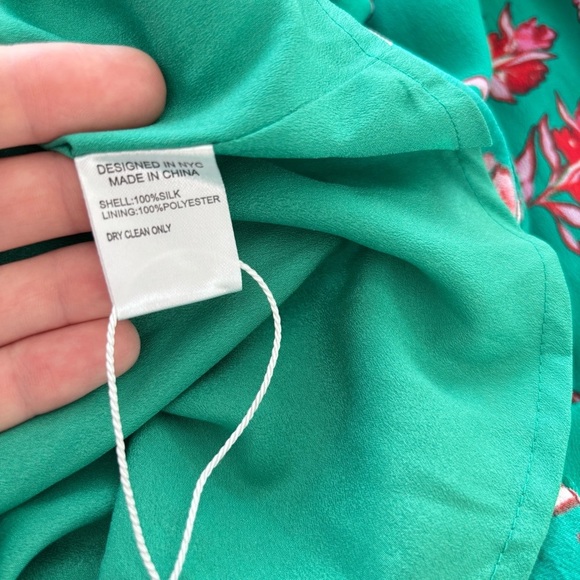 DESIGNED IN NYC
MADE IN CHINA
SHELL:100%SILK
LINING:100%POLYESTER
DRY CLEAN ONLY